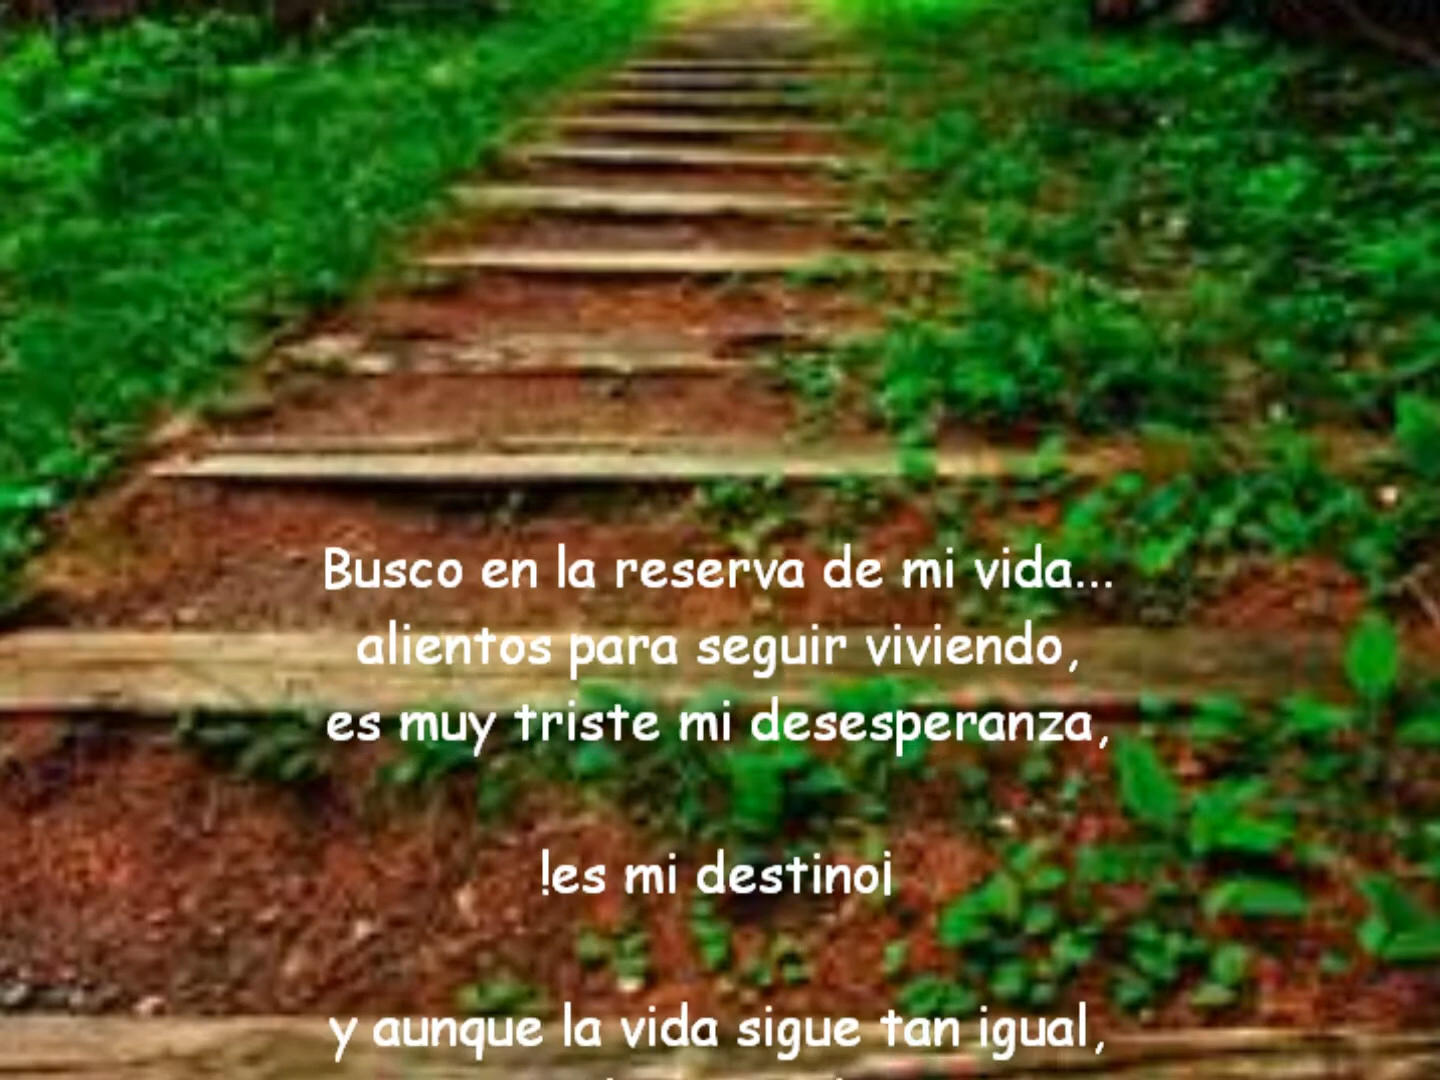 Busco en la reserva de mi vida...
alientos para seguir viviendo,
es muy triste mi desesperanza,
!es mi destino¡
y aunque la vida sigue tan igual,